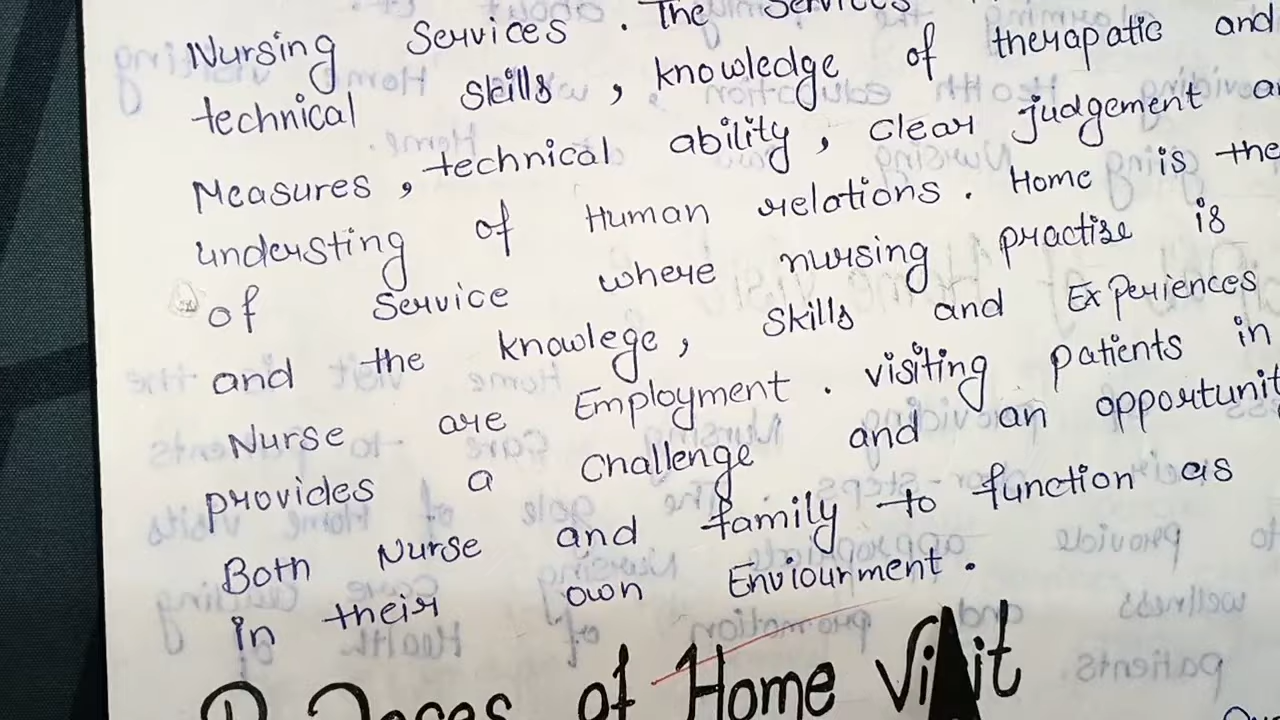 Nursing Services . The Services
technical skills , knowledge of therapatic and
Measures , technical ability , clear judgement
understing of Human relations . Home is the
of Service where nursing practise is
and the knowlege , skills and Experiences
Nurse are Employment . visiting patients in
provides a challenge and an opportunit
Both Nurse and family to function as
in their own Enviourment .
of Home Visit